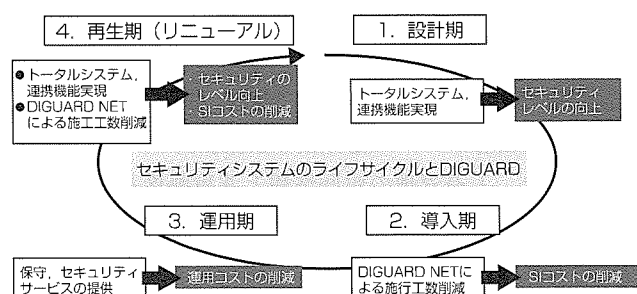 4. 再生期（リニューアル）
1. 設計期
●トータルシステム，
連携機能実現
●DIGUARD NET
による施工工数削減
セキュリティの
レベル向上
SIコストの削減
トータルシステム，
連携機能実現
セキュリティ
レベルの向上
セキュリティシステムのライフサイクルとDIGUARD
3. 運用期
2. 導入期
保守，セキュリティ
サービスの提供
運用コストの削減
DIGUARD NETに
よる施行工数削減
SIコストの削減